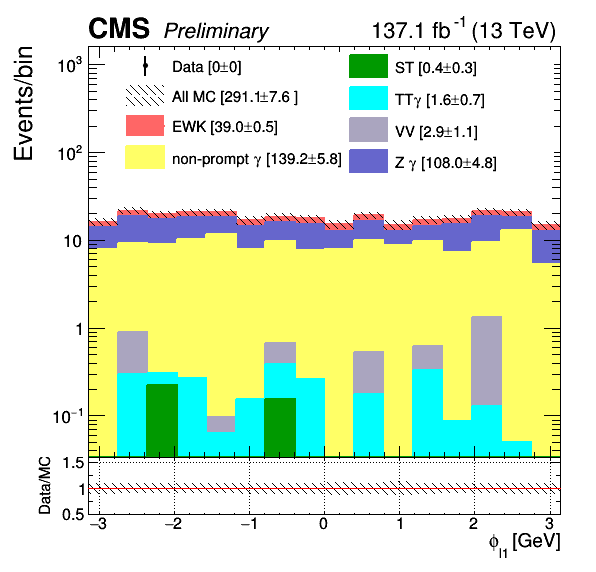 CMS Preliminary 137.1 fb⁻¹ (13 TeV)
Events/bin
Data [0±0]
All MC [291.1±7.6 ]
EWK [39.0±0.5]
non-prompt γ [139.2±5.8]
ST [0.4±0.3]
TTγ [1.6±0.7]
VV [2.9±1.1]
Z γ [108.0±4.8]
10³
10²
10
1
10⁻¹
Data/MC
1.5
1
0.5
−3 −2 −1 0 1 2 3
ϕ_l1 [GeV]